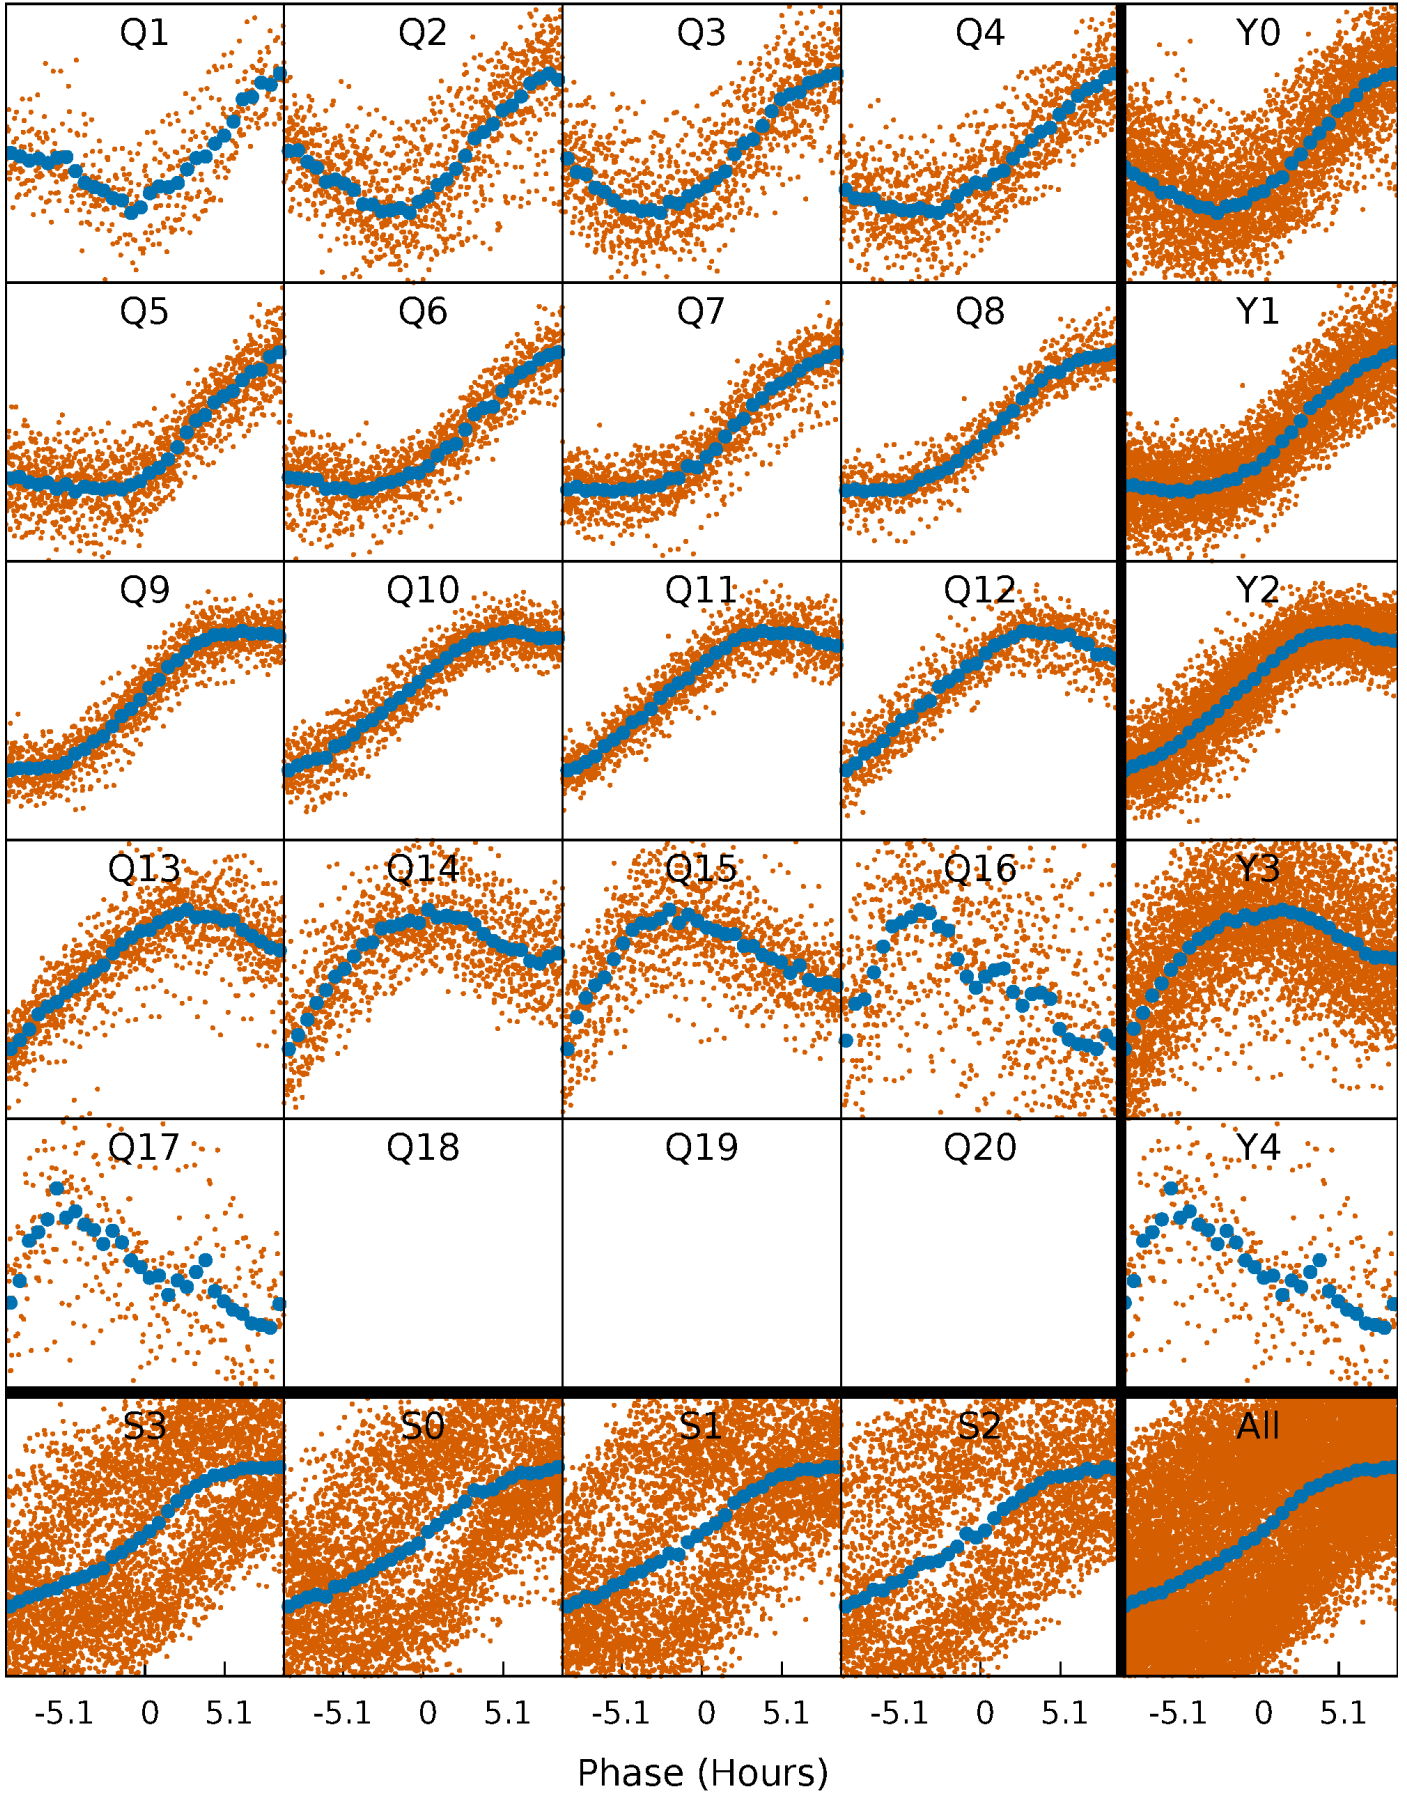 Q1 Q2 Q3 Q4 Y0
Q5 Q6 Q7 Q8 Y1
Q9 Q10 Q11 Q12 Y2
Q13 Q14 Q15 Q16 Y3
Q17 Q18 Q19 Q20 Y4
S3 S0 S1 S2 All
-5.1 0 5.1 -5.1 0 5.1 -5.1 0 5.1 -5.1 0 5.1 -5.1 0 5.1
Phase (Hours)